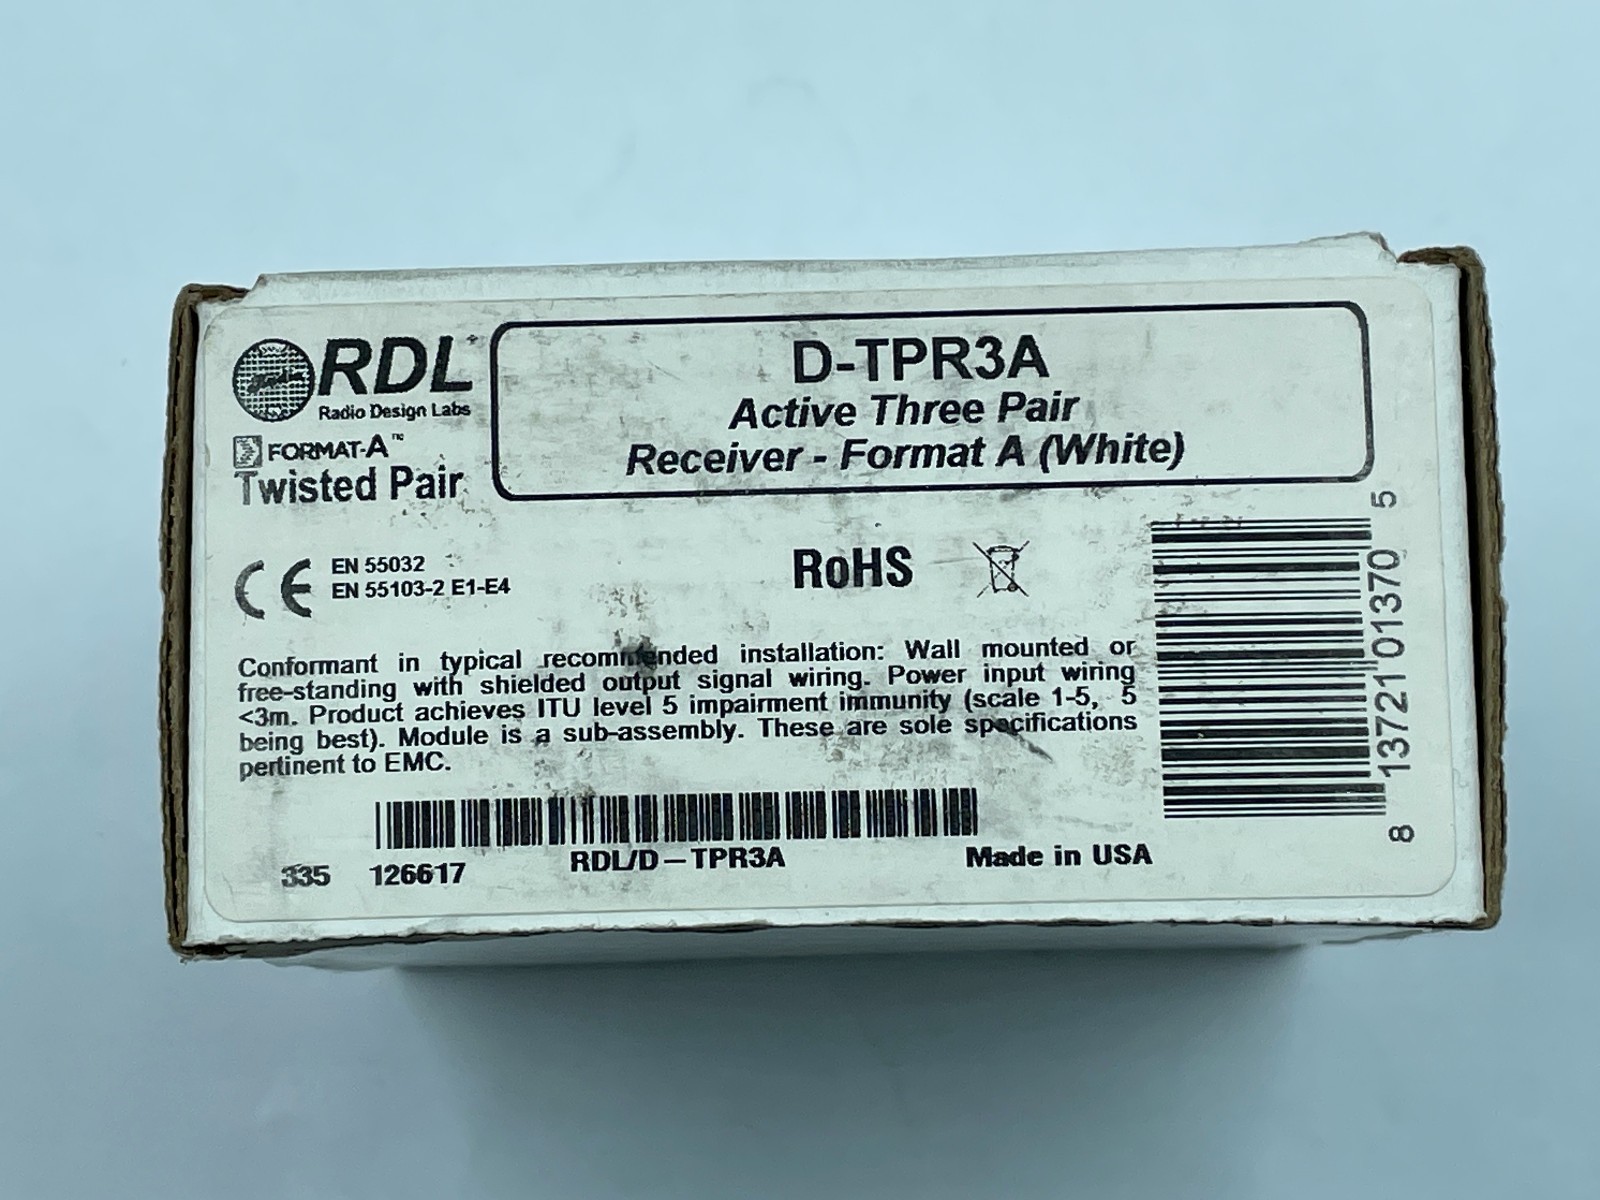 RDL
Radio Design Labs
FORMAT-A™
Twisted Pair
D-TPR3A
Active Three Pair
Receiver - Format A (White)
CE
EN 55032
EN 55103-2 E1-E4
RoHS
Conformant in typical recommended installation: Wall mounted or
free-standing with shielded output signal wiring. Power input wiring
<3m. Product achieves ITU level 5 impairment immunity (scale 1-5, 5
being best). Module is a sub-assembly. These are sole specifications
pertinent to EMC.
335 126617
RDL/D-TPR3A
Made in USA
8 13721 01370 5